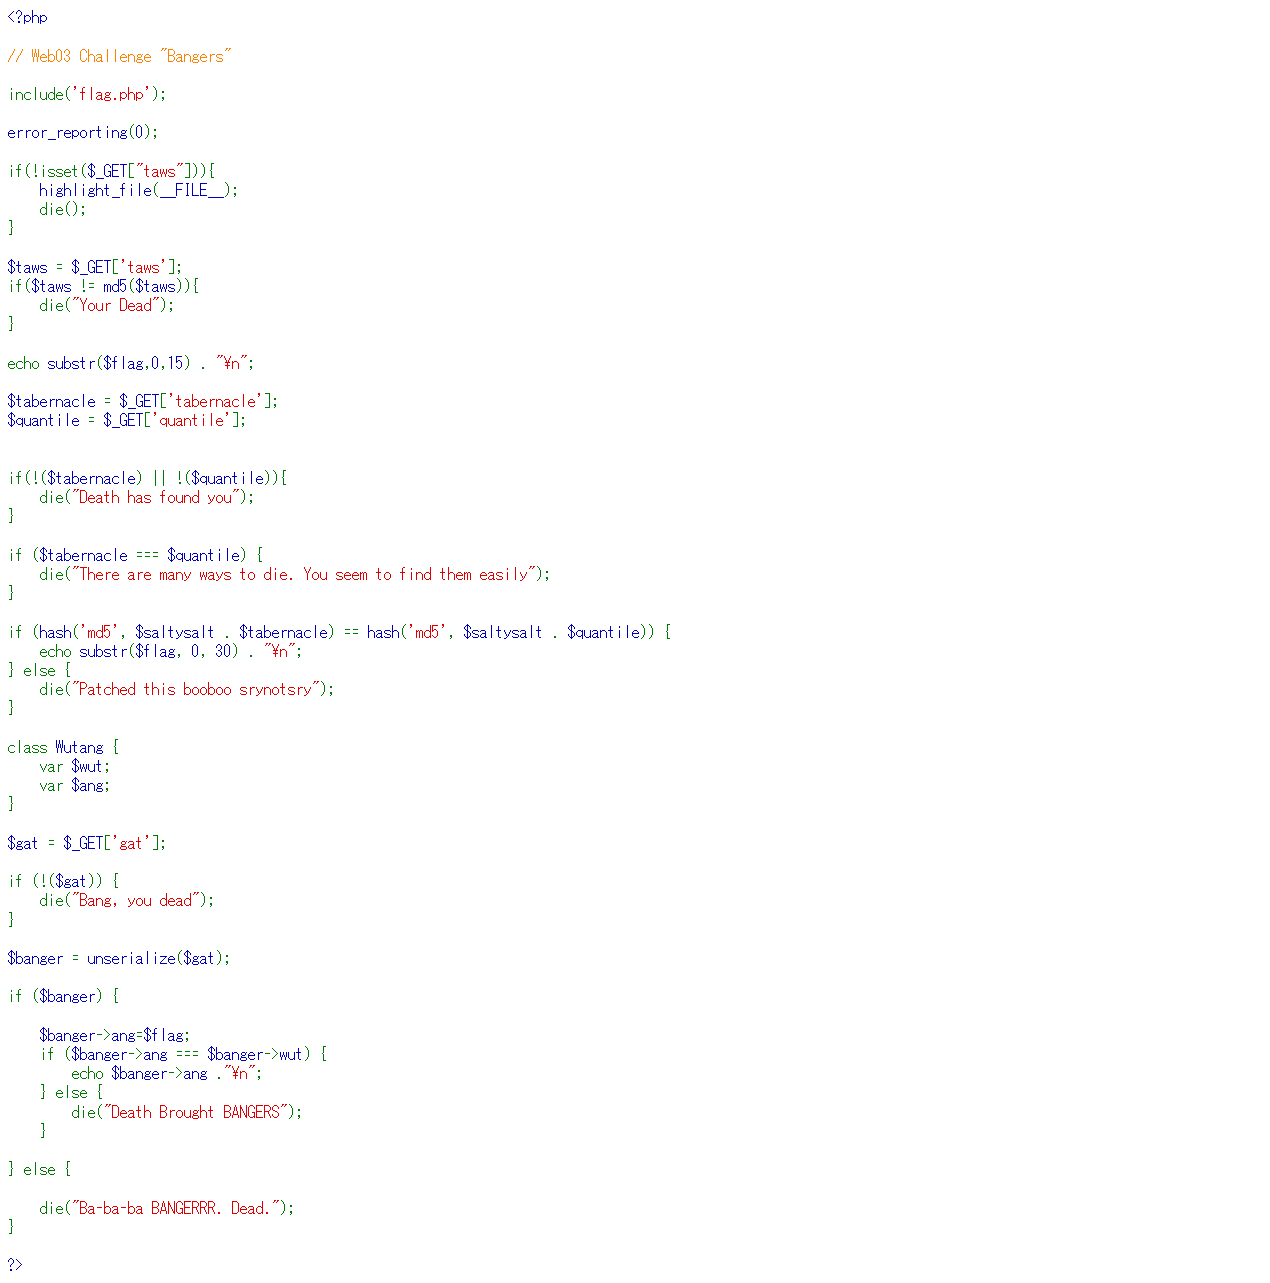 <?php
// Web03 Challenge "Bangers"
include('flag.php');
error_reporting(0);
if(!isset($_GET["taws"])){
    highlight_file(__FILE__);
    die();
}
$taws = $_GET['taws'];
if($taws != md5($taws)){
    die("Your Dead");
}
echo substr($flag,0,15) . "¥n";
$tabernacle = $_GET['tabernacle'];
$quantile = $_GET['quantile'];
if(!($tabernacle) || !($quantile)){
    die("Death has found you");
}
if ($tabernacle === $quantile) {
    die("There are many ways to die. You seem to find them easily");
}
if (hash('md5', $saltysalt . $tabernacle) == hash('md5', $saltysalt . $quantile)) {
    echo substr($flag, 0, 30) . "¥n";
} else {
    die("Patched this booboo srynotsry");
}
class Wutang {
    var $wut;
    var $ang;
}
$gat = $_GET['gat'];
if (!($gat)) {
    die("Bang, you dead");
}
$banger = unserialize($gat);
if ($banger) {
    $banger->ang=$flag;
    if ($banger->ang === $banger->wut) {
        echo $banger->ang ."¥n";
    } else {
        die("Death Brought BANGERS");
    }
} else {
    die("Ba-ba-ba BANGERRR. Dead.");
}
?>